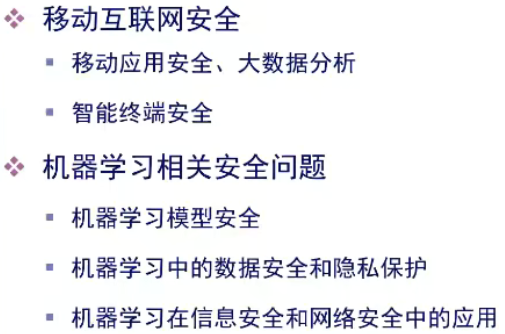 移动互联网安全
移动应用安全、大数据分析
智能终端安全
机器学习相关安全问题
机器学习模型安全
机器学习中的数据安全和隐私保护
机器学习在信息安全和网络安全中的应用